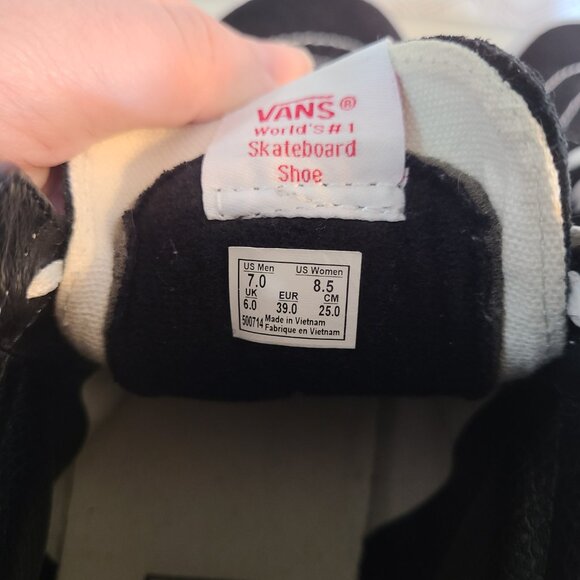 VANS®
World's #1
Skateboard
Shoe
US Men US Women
7.0 8.5
UK EUR CM
6.0 39.0 25.0
500714 Made in Vietnam
Fabriqué en Vietnam